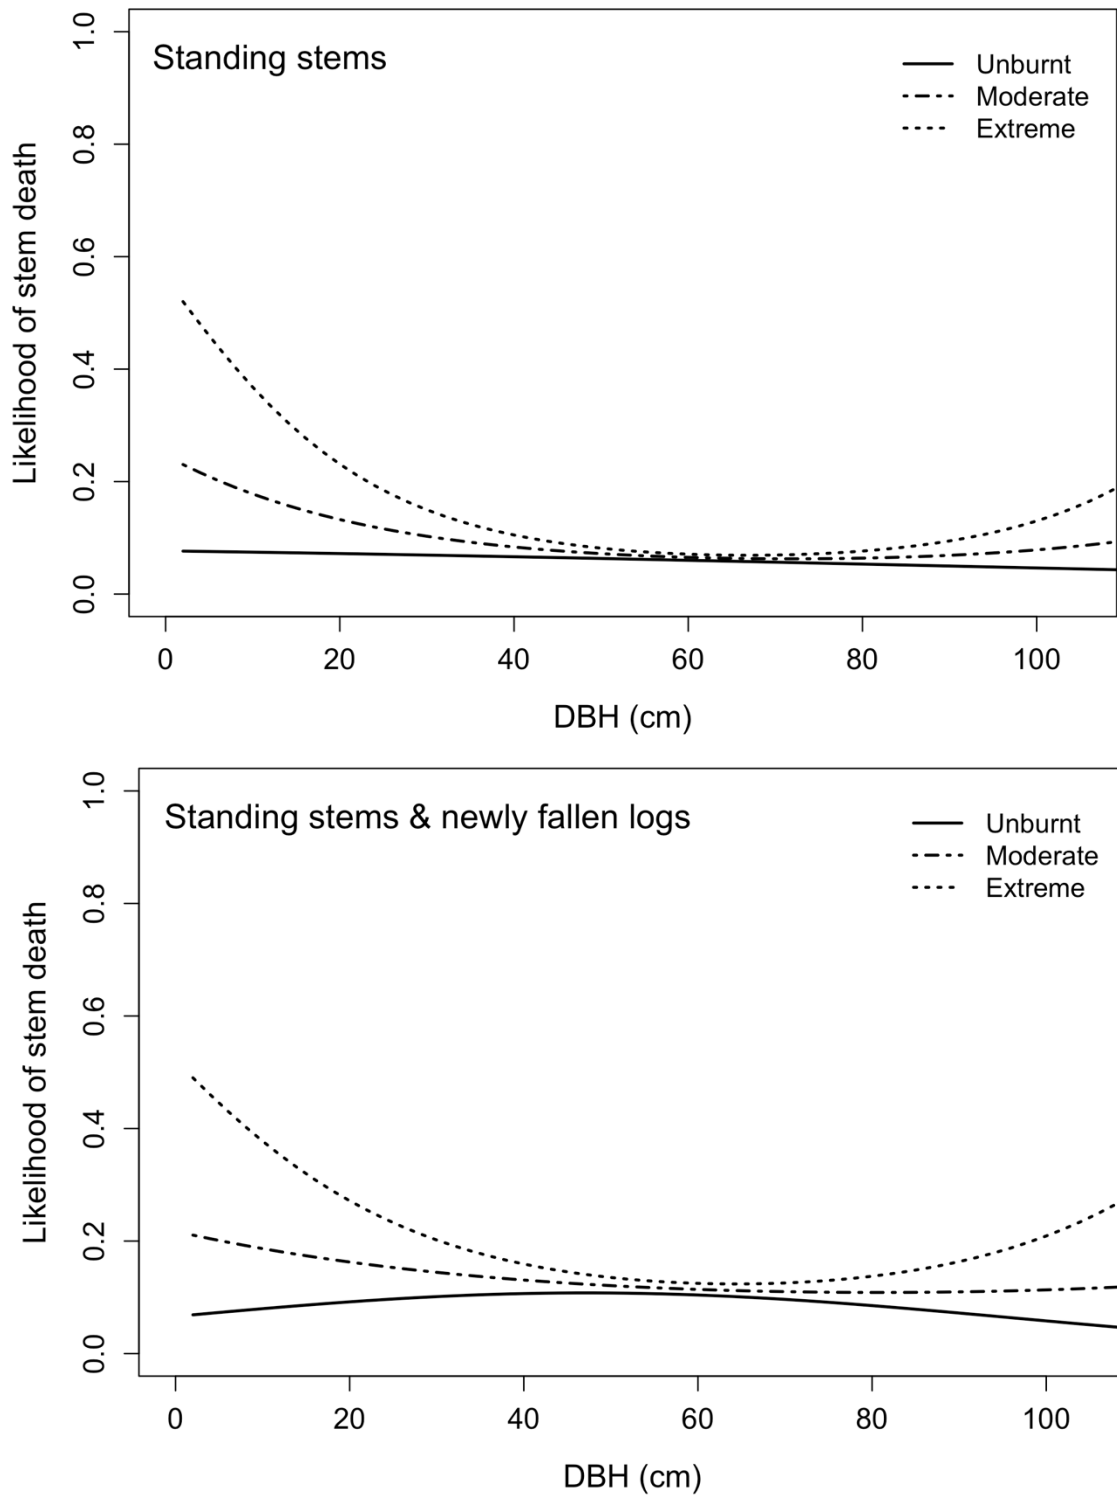 Standing stems
Unburnt
Moderate
Extreme
Likelihood of stem death
1.0
0.8
0.6
0.4
0.2
0.0
0 20 40 60 80 100
DBH (cm)
Standing stems & newly fallen logs
Unburnt
Moderate
Extreme
Likelihood of stem death
1.0
0.8
0.6
0.4
0.2
0.0
0 20 40 60 80 100
DBH (cm)